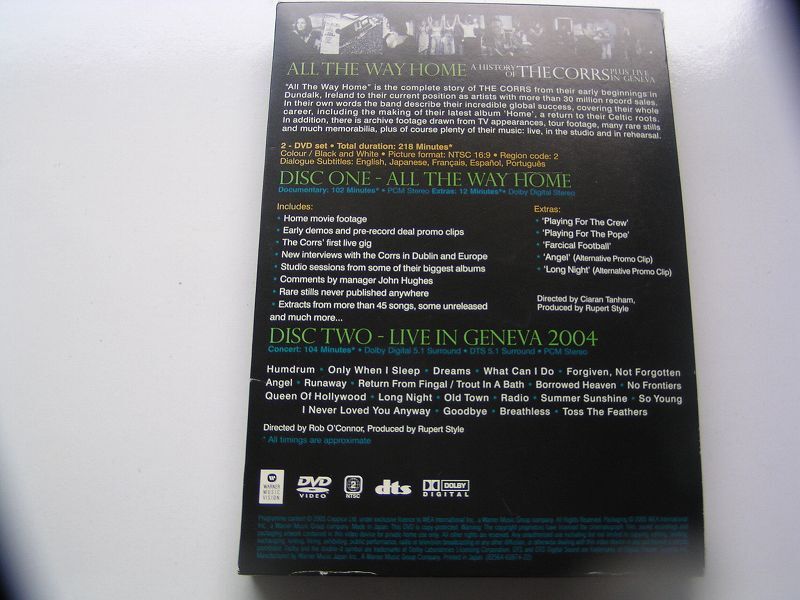 ALL THE WAY HOME A HISTORY OF THE CORRS PLUS LIVE IN GENEVA
"All The Way Home" is the complete story of THE CORRS from their early beginnings in
Dundalk, Ireland to their current position as artists with more than 30 million record sales.
In their own words the band describe their incredible global success, covering their whole
career, including the making of their latest album 'Home', a return to their Celtic roots.
In addition, there is archive footage drawn from TV appearances, tour footage, many rare stills
and much memorabilia, plus of course plenty of their music: live, in the studio and in rehearsal.
2 - DVD set • Total duration: 218 Minutes*
Colour / Black and White • Picture format: NTSC 16:9 • Region code: 2
Dialogue Subtitles: English, Japanese, Français, Español, Português
DISC ONE - ALL THE WAY HOME
Documentary: 102 Minutes* • PCM Stereo Extras: 12 Minutes* • Dolby Digital Stereo
Includes:
• Home movie footage
• Early demos and pre-record deal promo clips
• The Corrs' first live gig
• New interviews with the Corrs in Dublin and Europe
• Studio sessions from some of their biggest albums
• Comments by manager John Hughes
• Rare stills never published anywhere
• Extracts from more than 45 songs, some unreleased
and much more...
Extras:
• 'Playing For The Crew'
• 'Playing For The Pope'
• 'Farcical Football'
• 'Angel' (Alternative Promo Clip)
• 'Long Night' (Alternative Promo Clip)
Directed by Ciaran Tanham,
Produced by Rupert Style
DISC TWO - LIVE IN GENEVA 2004
Concert: 104 Minutes* • Dolby Digital 5.1 Surround • DTS 5.1 Surround • PCM Stereo
Humdrum • Only When I Sleep • Dreams • What Can I Do • Forgiven, Not Forgotten
Angel • Runaway • Return From Fingal / Trout In A Bath • Borrowed Heaven • No Frontiers
Queen Of Hollywood • Long Night • Old Town • Radio • Summer Sunshine • So Young
I Never Loved You Anyway • Goodbye • Breathless • Toss The Feathers
Directed by Rob O'Connor, Produced by Rupert Style
* All timings are approximate
WARNER
MUSIC
VISION
DVD
VIDEO
2
NTSC
dts
DOLBY
DIGITAL